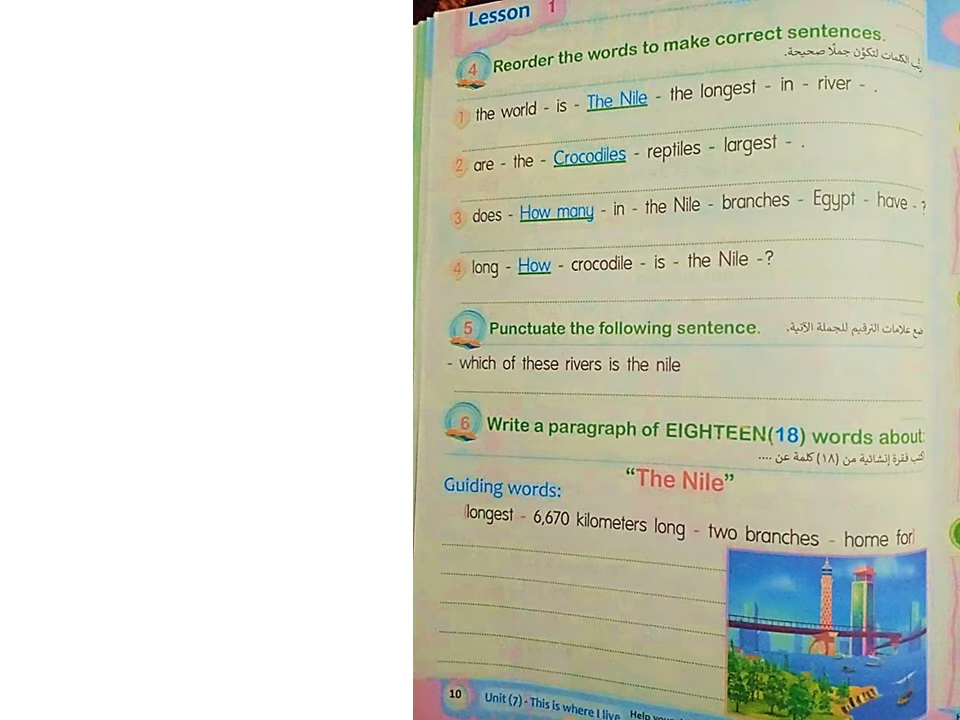 Lesson 1
4 Reorder the words to make correct sentences.
رتب الكلمات لتكوِّن جملًا صحيحة.
1 the world - is - The Nile - the longest - in - river - .
2 are - the - Crocodiles - reptiles - largest - .
3 does - How many - in - the Nile - branches - Egypt - have - ?
4 long - How - crocodile - is - the Nile -?
5 Punctuate the following sentence.
ضع علامات الترقيم للجملة الآتية.
- which of these rivers is the nile
6 Write a paragraph of EIGHTEEN(18) words about:
اكتب فقرة إنشائية من (١٨) كلمة عن ....
“The Nile”
Guiding words:
(longest - 6,670 kilometers long - two branches - home for)
10 Unit (7) - This is where I live
Help